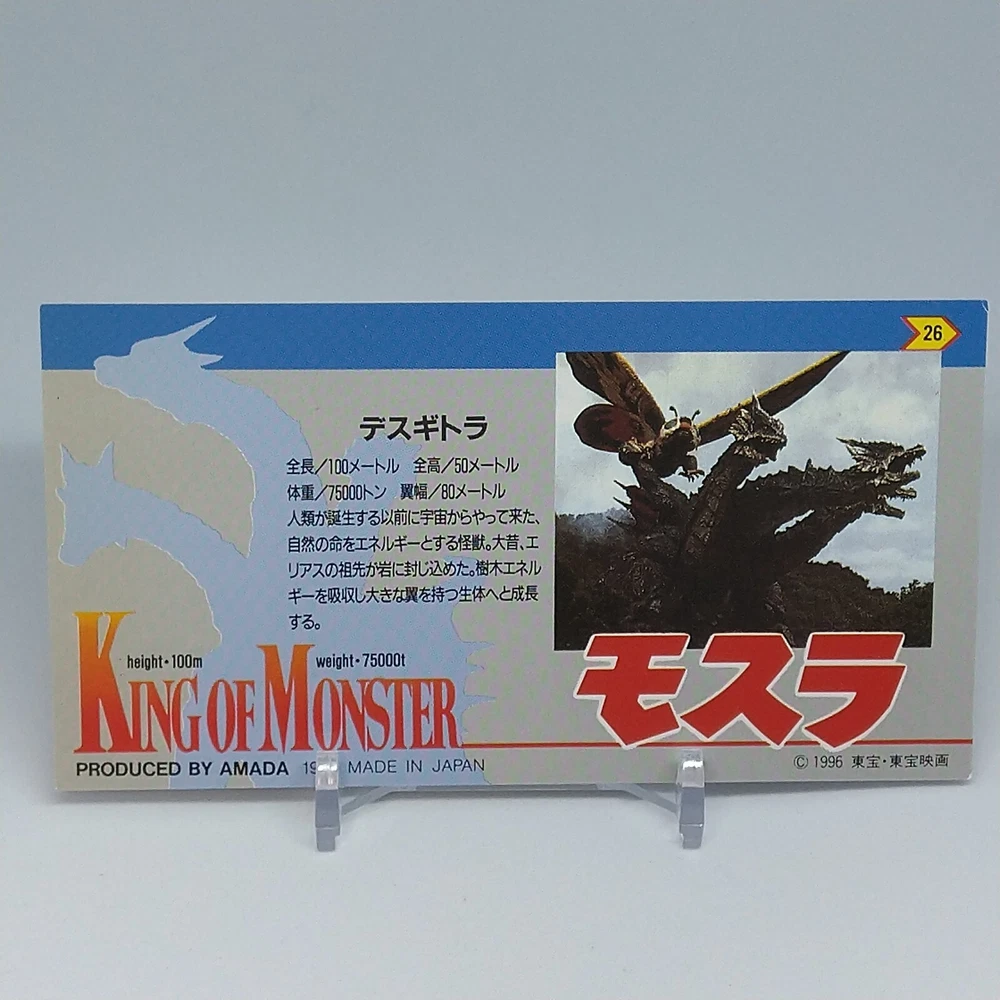 26
デスギトラ
全長/100メートル 全高/50メートル
体重/75000トン 翼幅/80メートル
人類が誕生する以前に宇宙からやって来た、
自然の命をエネルギーとする怪獣。大昔、エ
リアスの祖先が岩に封じ込めた。樹木エネル
ギーを吸収し大きな翼を持つ生体へと成長
する。
height・100m weight・75000t
KING OF MONSTER
モスラ
PRODUCED BY AMADA MADE IN JAPAN
© 1996 東宝・東宝映画